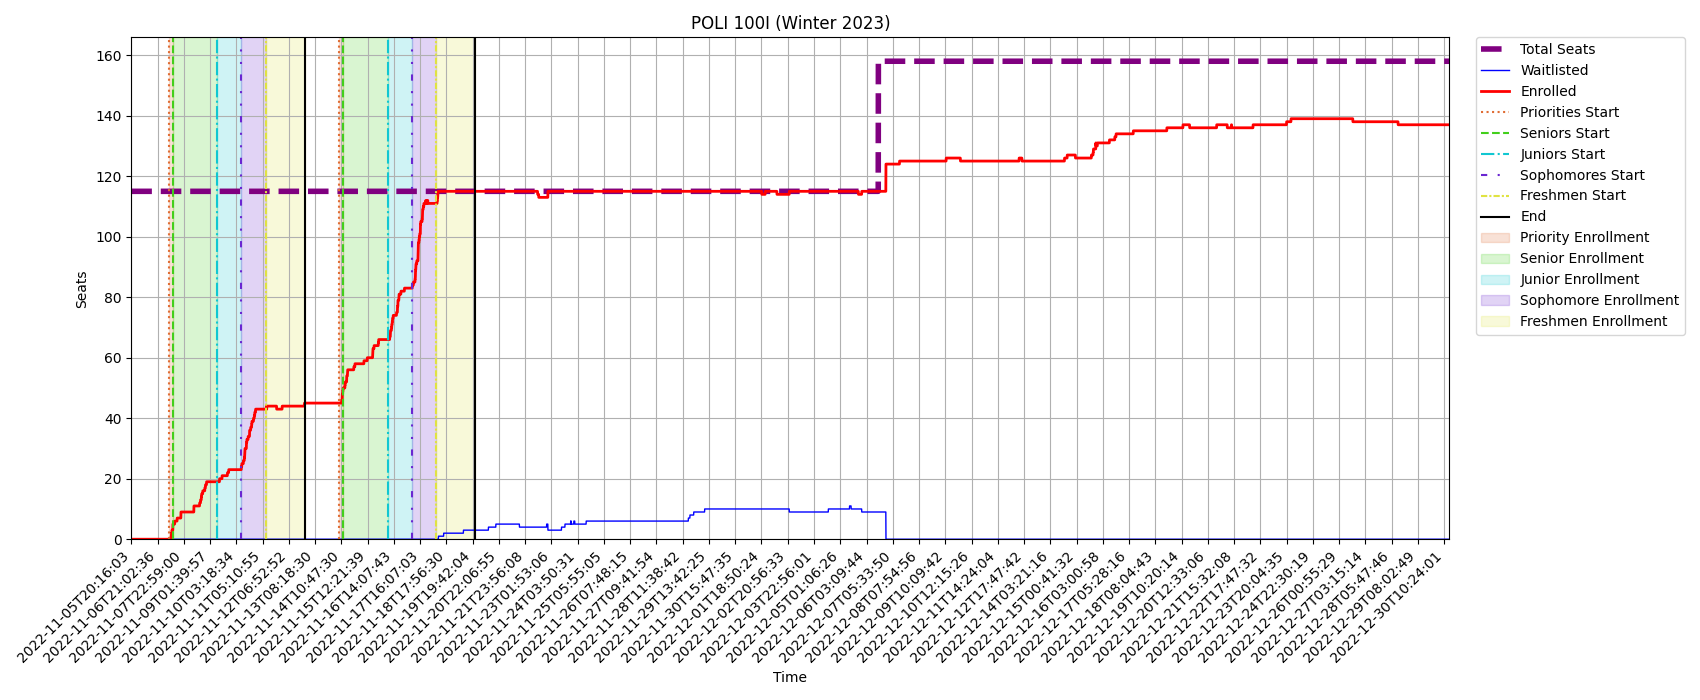 POLI 100I (Winter 2023)
160
140
120
100
80
60
40
20
0
Seats
2022-11-05T20:16:03
2022-11-06T21:02:36
2022-11-07T22:59:00
2022-11-09T01:39:57
2022-11-10T03:18:34
2022-11-11T05:10:55
2022-11-12T06:52:52
2022-11-13T08:18:30
2022-11-14T10:47:30
2022-11-15T12:21:39
2022-11-16T14:07:43
2022-11-17T16:07:03
2022-11-18T17:56:30
2022-11-19T19:42:04
2022-11-20T22:06:55
2022-11-21T23:56:08
2022-11-23T01:53:06
2022-11-24T03:50:31
2022-11-25T05:55:05
2022-11-26T07:48:15
2022-11-27T09:41:54
2022-11-28T11:38:42
2022-11-29T13:42:25
2022-11-30T15:47:35
2022-12-01T18:50:24
2022-12-02T20:56:33
2022-12-03T22:56:01
2022-12-05T01:06:26
2022-12-06T03:09:44
2022-12-07T05:33:50
2022-12-08T07:54:56
2022-12-09T10:09:42
2022-12-10T12:15:26
2022-12-11T14:24:04
2022-12-12T17:47:42
2022-12-14T03:21:16
2022-12-15T00:41:32
2022-12-16T03:00:58
2022-12-17T05:28:16
2022-12-18T08:04:43
2022-12-19T10:20:14
2022-12-20T12:33:06
2022-12-21T15:32:08
2022-12-22T17:47:32
2022-12-23T20:04:35
2022-12-24T22:30:19
2022-12-26T00:55:29
2022-12-27T03:15:14
2022-12-28T05:47:46
2022-12-29T08:02:49
2022-12-30T10:24:01
Time
Total Seats
Waitlisted
Enrolled
Priorities Start
Seniors Start
Juniors Start
Sophomores Start
Freshmen Start
End
Priority Enrollment
Senior Enrollment
Junior Enrollment
Sophomore Enrollment
Freshmen Enrollment